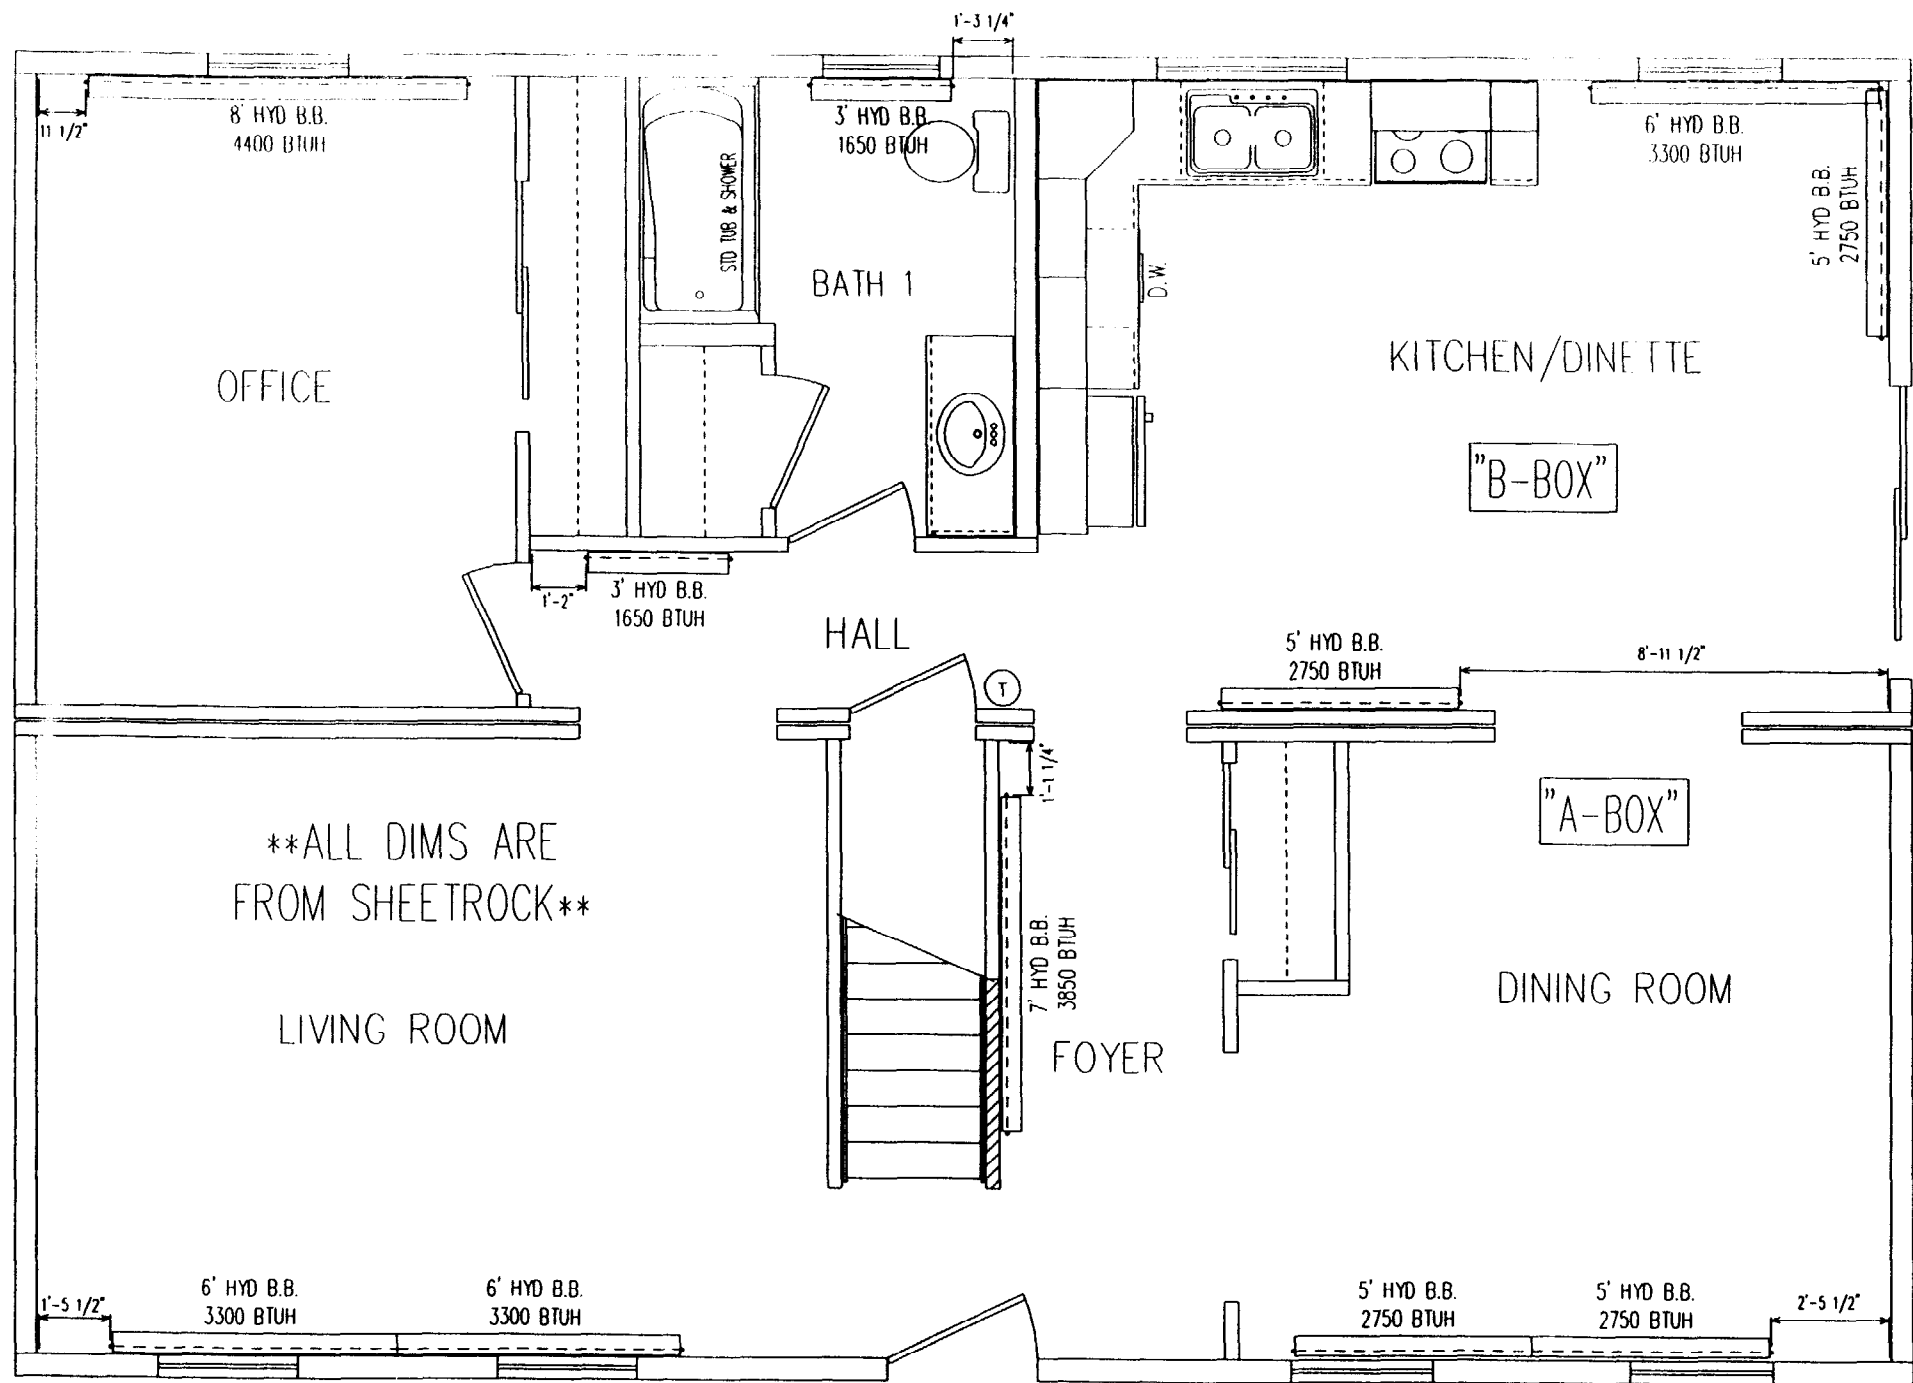 1'-3 1/4"
11 1/2"
8' HYD B.B.
4400 BTUH
3' HYD B.B.
1650 BTUH
6' HYD B.B.
3300 BTUH
5' HYD B.B.
2750 BTUH
STD TUB & SHOWER
BATH 1
D.W.
OFFICE
KITCHEN/DINETTE
"B-BOX"
1'-2"
3' HYD B.B.
1650 BTUH
HALL
T
5' HYD B.B.
2750 BTUH
8'-11 1/2"
1'-1 1/4"
"A-BOX"
**ALL DIMS ARE
FROM SHEETROCK**
7' HYD B.B.
3850 BTUH
LIVING ROOM
FOYER
DINING ROOM
1'-5 1/2"
6' HYD B.B.
3300 BTUH
6' HYD B.B.
3300 BTUH
5' HYD B.B.
2750 BTUH
5' HYD B.B.
2750 BTUH
2'-5 1/2"